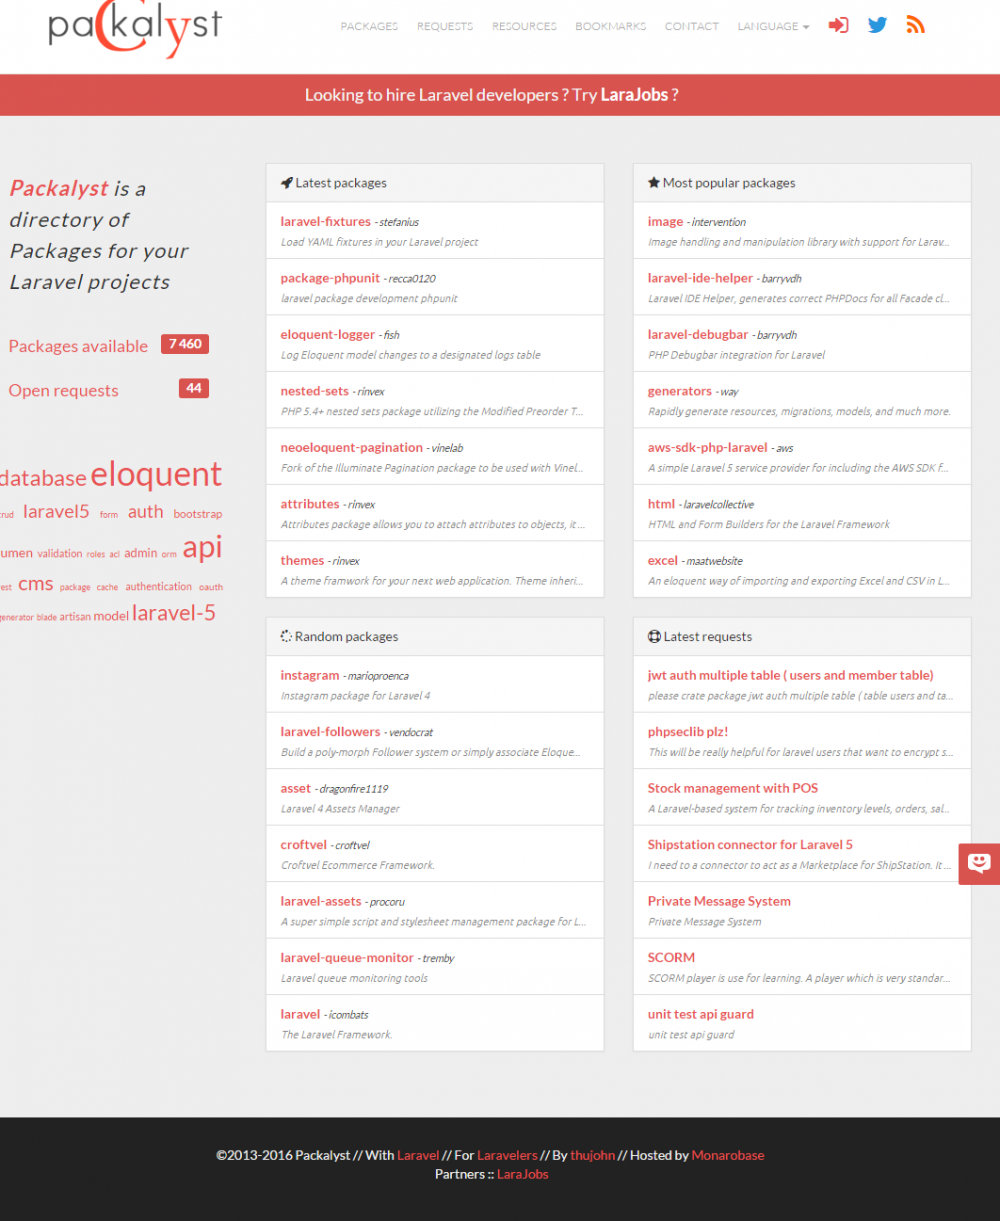 pacKalyst
PACKAGES REQUESTS RESOURCES BOOKMARKS CONTACT LANGUAGE
Looking to hire Laravel developers ? Try LaraJobs ?
Packalyst is a
directory of
Packages for your
Laravel projects
Packages available 7 460
Open requests 44
database eloquent
rud laravel5 form auth bootstrap
umen validation roles acl admin orm api
est cms package cache authentication oauth
generator blade artisan model laravel-5
Latest packages
laravel-fixtures - stefanius
Load YAML fixtures in your Laravel project
package-phpunit - recca0120
laravel package development phpunit
eloquent-logger - fish
Log Eloquent model changes to a designated logs table
nested-sets - rinvex
PHP 5.4+ nested sets package utilizing the Modified Preorder T...
neoeloquent-pagination - vinelab
Fork of the Illuminate Pagination package to be used with Vinel...
attributes - rinvex
Attributes package allows you to attach attributes to objects, it ...
themes - rinvex
A theme framwork for your next web application. Theme inheri...
Most popular packages
image - intervention
Image handling and manipulation library with support for Larav...
laravel-ide-helper - barryvdh
Laravel IDE Helper, generates correct PHPDocs for all Facade cl...
laravel-debugbar - barryvdh
PHP Debugbar integration for Laravel
generators - way
Rapidly generate resources, migrations, models, and much more.
aws-sdk-php-laravel - aws
A simple Laravel 5 service provider for including the AWS SDK f...
html - laravelcollective
HTML and Form Builders for the Laravel Framework
excel - maatwebsite
An eloquent way of importing and exporting Excel and CSV in L...
Random packages
instagram - marioproenca
Instagram package for Laravel 4
laravel-followers - vendocrat
Build a poly-morph Follower system or simply associate Eloque...
asset - dragonfire1119
Laravel 4 Assets Manager
croftvel - croftvel
Croftvel Ecommerce Framework.
laravel-assets - procoru
A super simple script and stylesheet management package for L...
laravel-queue-monitor - tremby
Laravel queue monitoring tools
laravel - icombats
The Laravel Framework.
Latest requests
jwt auth multiple table ( users and member table)
please crate package jwt auth multiple table ( table users and ta...
phpseclib plz!
This will be really helpful for laravel users that want to encrypt s...
Stock management with POS
A Laravel-based system for tracking inventory levels, orders, sal...
Shipstation connector for Laravel 5
I need to a connector to act as a Marketplace for ShipStation. It ...
Private Message System
Private Message System
SCORM
SCORM player is use for learning. A player which is very standar...
unit test api guard
unit test api guard
©2013-2016 Packalyst // With Laravel // For Laravelers // By thujohn // Hosted by Monarobase
Partners :: LaraJobs